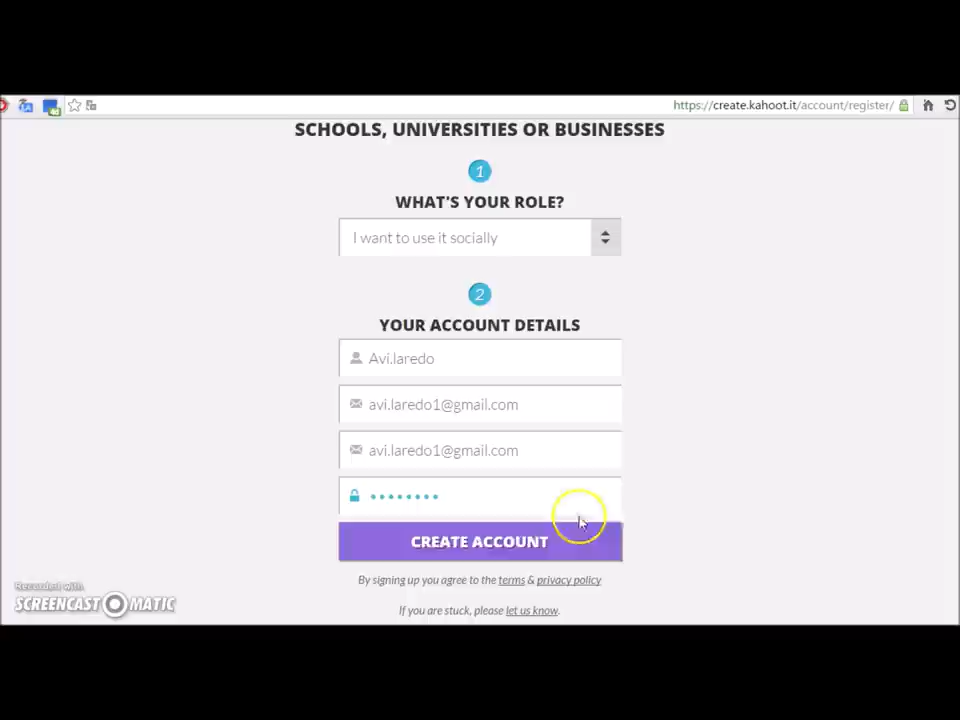 https://create.kahoot.it/account/register/
SCHOOLS, UNIVERSITIES OR BUSINESSES
1
WHAT'S YOUR ROLE?
I want to use it socially
2
YOUR ACCOUNT DETAILS
Avi.laredo
avi.laredo1@gmail.com
avi.laredo1@gmail.com
CREATE ACCOUNT
By signing up you agree to the terms & privacy policy
If you are stuck, please let us know.
Recorded with
SCREENCAST MATIC